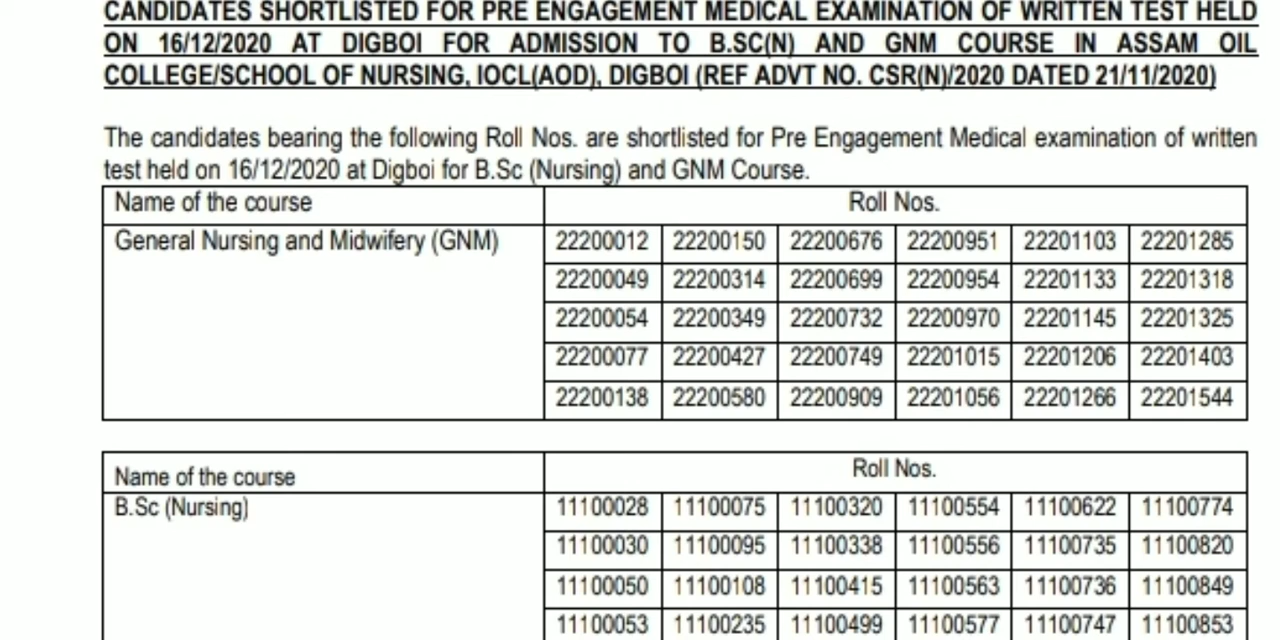 CANDIDATES SHORTLISTED FOR PRE ENGAGEMENT MEDICAL EXAMINATION OF WRITTEN TEST HELD
ON 16/12/2020 AT DIGBOI FOR ADMISSION TO B.SC(N) AND GNM COURSE IN ASSAM OIL
COLLEGE/SCHOOL OF NURSING, IOCL(AOD), DIGBOI (REF ADVT NO. CSR(N)/2020 DATED 21/11/2020)
The candidates bearing the following Roll Nos. are shortlisted for Pre Engagement Medical examination of written
test held on 16/12/2020 at Digboi for B.Sc (Nursing) and GNM Course.
Name of the course Roll Nos.
General Nursing and Midwifery (GNM) 22200012 22200150 22200676 22200951 22201103 22201285
22200049 22200314 22200699 22200954 22201133 22201318
22200054 22200349 22200732 22200970 22201145 22201325
22200077 22200427 22200749 22201015 22201206 22201403
22200138 22200580 22200909 22201056 22201266 22201544
Name of the course Roll Nos.
B.Sc (Nursing) 11100028 11100075 11100320 11100554 11100622 11100774
11100030 11100095 11100338 11100556 11100735 11100820
11100050 11100108 11100415 11100563 11100736 11100849
11100053 11100235 11100499 11100577 11100747 11100853